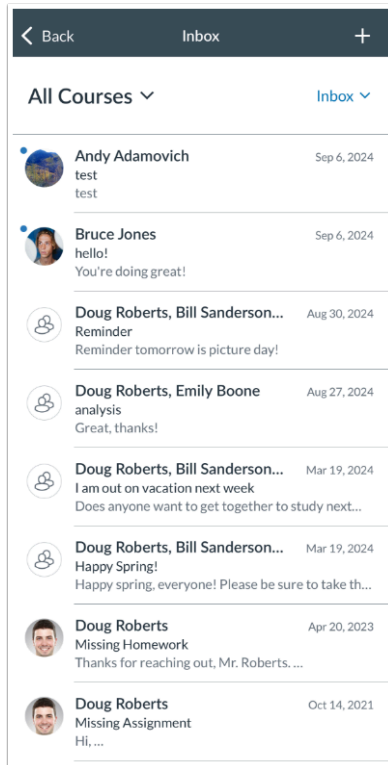 Back
Inbox
All Courses
Inbox
Andy Adamovich
Sep 6, 2024
test
test
Bruce Jones
Sep 6, 2024
hello!
You're doing great!
Doug Roberts, Bill Sanderson...
Aug 30, 2024
Reminder
Reminder tomorrow is picture day!
Doug Roberts, Emily Boone
Aug 27, 2024
analysis
Great, thanks!
Doug Roberts, Bill Sanderson...
Mar 19, 2024
I am out on vacation next week
Does anyone want to get together to study next...
Doug Roberts, Bill Sanderson...
Mar 19, 2024
Happy Spring!
Happy spring, everyone! Please be sure to take th...
Doug Roberts
Apr 20, 2023
Missing Homework
Thanks for reaching out, Mr. Roberts. ...
Doug Roberts
Oct 14, 2021
Missing Assignment
Hi, ...